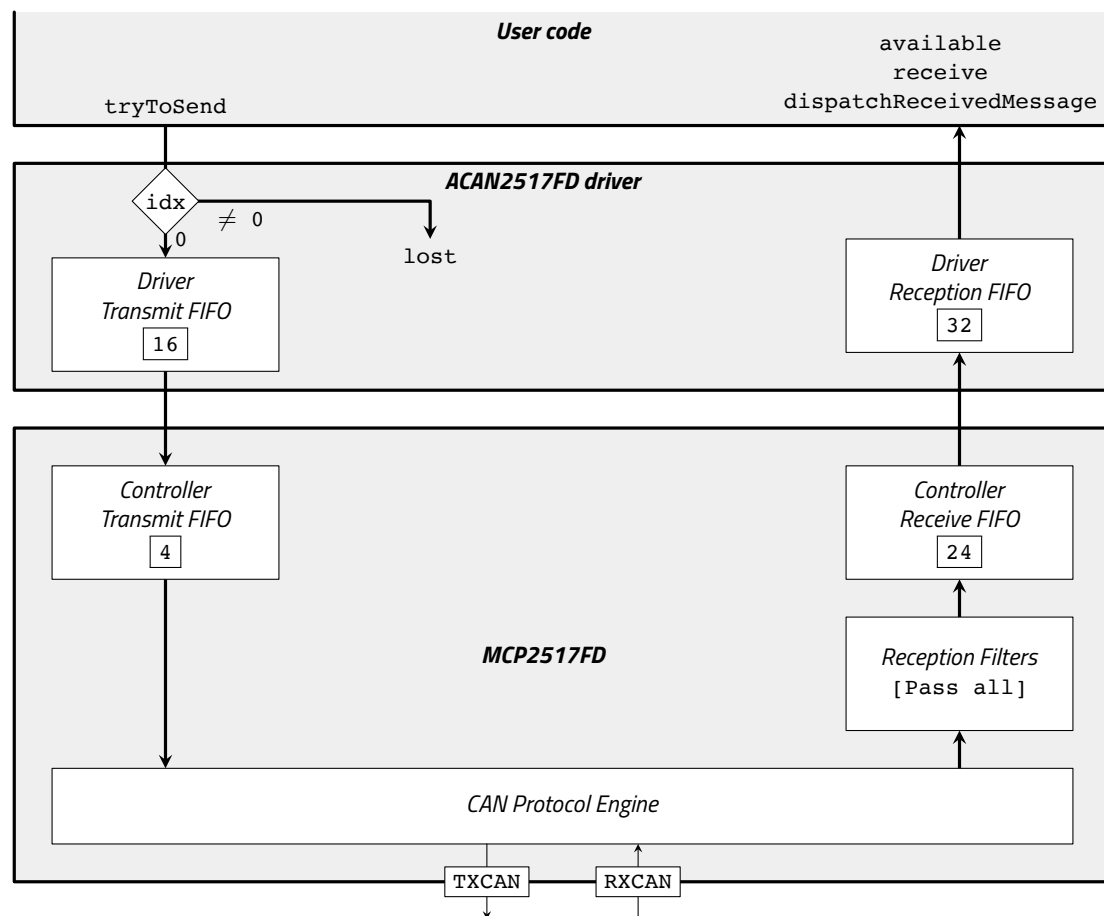 User code
available
receive
dispatchReceivedMessage
tryToSend
ACAN2517FD driver
idx
≠ 0
0
lost
Driver
Transmit FIFO
16
Driver
Reception FIFO
32
Controller
Transmit FIFO
4
Controller
Receive FIFO
24
MCP2517FD
Reception Filters
[Pass all]
CAN Protocol Engine
TXCAN
RXCAN